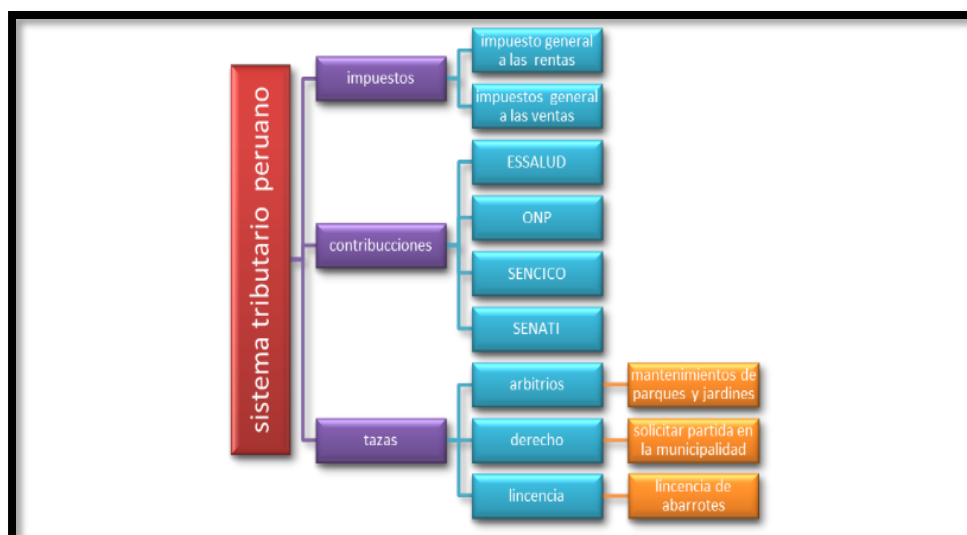 sistema tributario peruano
impuestos
impuesto general
a las rentas
impuestos general
a las ventas
contribucciones
ESSALUD
ONP
SENCICO
SENATI
tazas
arbitrios
mantenimientos de
parques y jardines
derecho
solicitar partida en
la municipalidad
lincencia
lincencia de
abarrotes